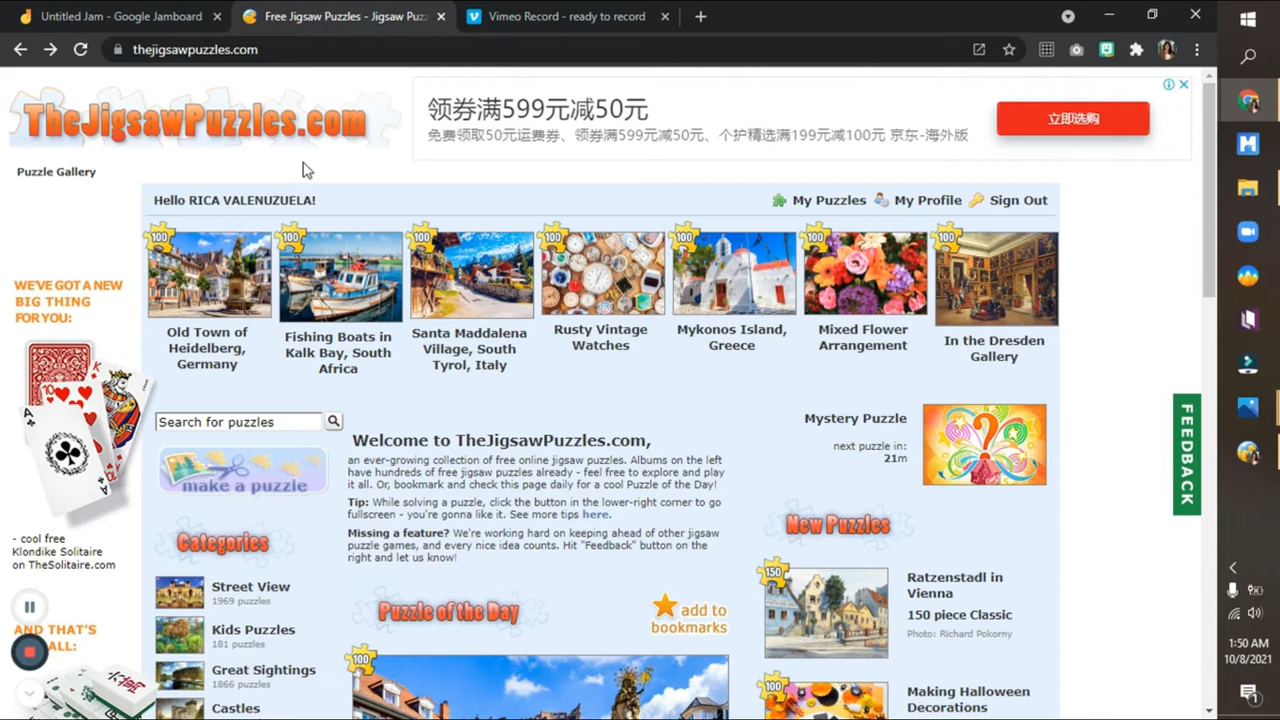 Untitled Jam - Google Jamboard
Free Jigsaw Puzzles - Jigsaw Puz
Vimeo Record - ready to record
thejigsawpuzzles.com
TheJigsawPuzzles.com
领券满599元减50元
免费领取50元运费券、领券满599元减50元、个护精选满199元减100元 京东-海外版
立即选购
Puzzle Gallery
Hello RICA VALENUZUELA!
My Puzzles
My Profile
Sign Out
100
100
100
100
100
100
100
Old Town of
Heidelberg,
Germany
Fishing Boats in
Kalk Bay, South
Africa
Santa Maddalena
Village, South
Tyrol, Italy
Rusty Vintage
Watches
Mykonos Island,
Greece
Mixed Flower
Arrangement
In the Dresden
Gallery
WE'VE GOT A NEW
BIG THING
FOR YOU:
- cool free
Klondike Solitaire
on TheSolitaire.com
AND THAT'S
ALL:
Search for puzzles
make a puzzle
Categories
Street View
1969 puzzles
Kids Puzzles
181 puzzles
Great Sightings
1866 puzzles
Castles
Welcome to TheJigsawPuzzles.com,
an ever-growing collection of free online jigsaw puzzles. Albums on the left
have hundreds of free jigsaw puzzles already - feel free to explore and play
it all. Or, bookmark and check this page daily for a cool Puzzle of the Day!
Tip: While solving a puzzle, click the button in the lower-right corner to go
fullscreen - you're gonna like it. See more tips here.
Missing a feature? We're working hard on keeping ahead of other jigsaw
puzzle games, and every nice idea counts. Hit "Feedback" button on the
right and let us know!
Puzzle of the Day
add to
bookmarks
100
Mystery Puzzle
next puzzle in:
21m
New Puzzles
150
Ratzenstadl in
Vienna
150 piece Classic
Photo: Richard Pokorny
100
Making Halloween
Decorations
FEEDBACK
1:50 AM
10/8/2021